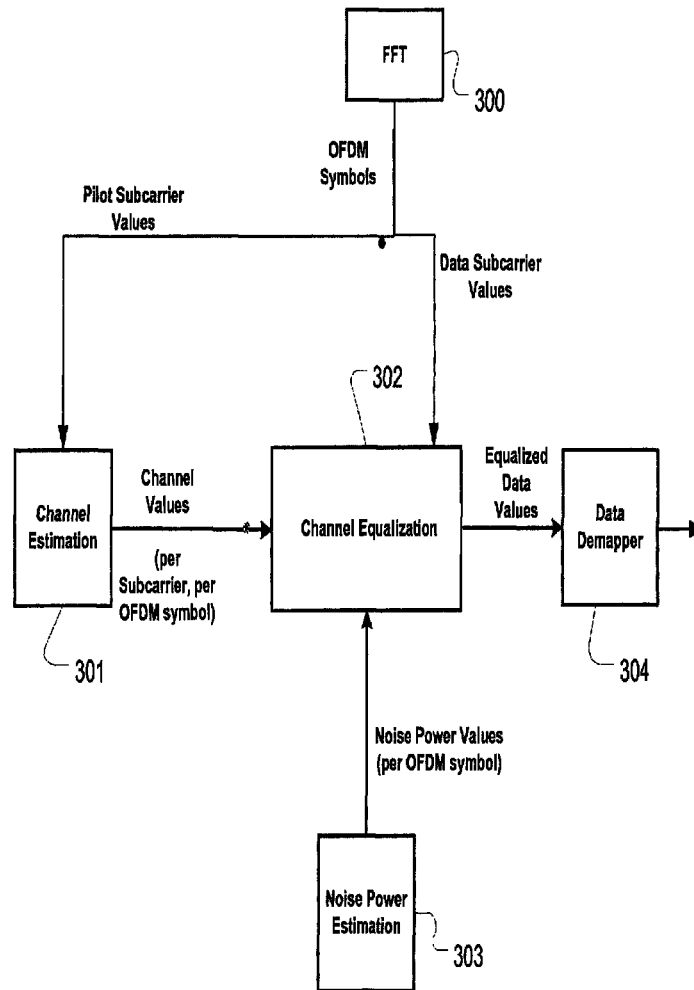 FFT
300
OFDM
Symbols
Pilot Subcarrier
Values
Data Subcarrier
Values
302
Channel
Estimation
Channel
Values
(per
Subcarrier, per
OFDM symbol)
Channel Equalization
Equalized
Data
Values
Data
Demapper
301
304
Noise Power Values
(per OFDM symbol)
Noise Power
Estimation
303